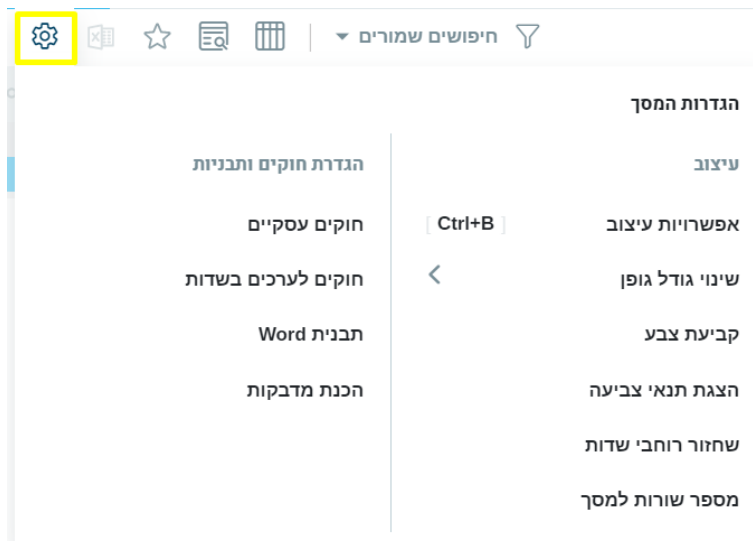 חיפושים שמורים
הגדרות המסך
עיצוב
אפשרויות עיצוב [ Ctrl+B ]
שינוי גודל גופן
קביעת צבע
הצגת תנאי צביעה
שחזור רוחבי שדות
מספר שורות למסך
הגדרת חוקים ותבניות
חוקים עסקיים
חוקים לערכים בשדות
תבנית Word
הכנת מדבקות